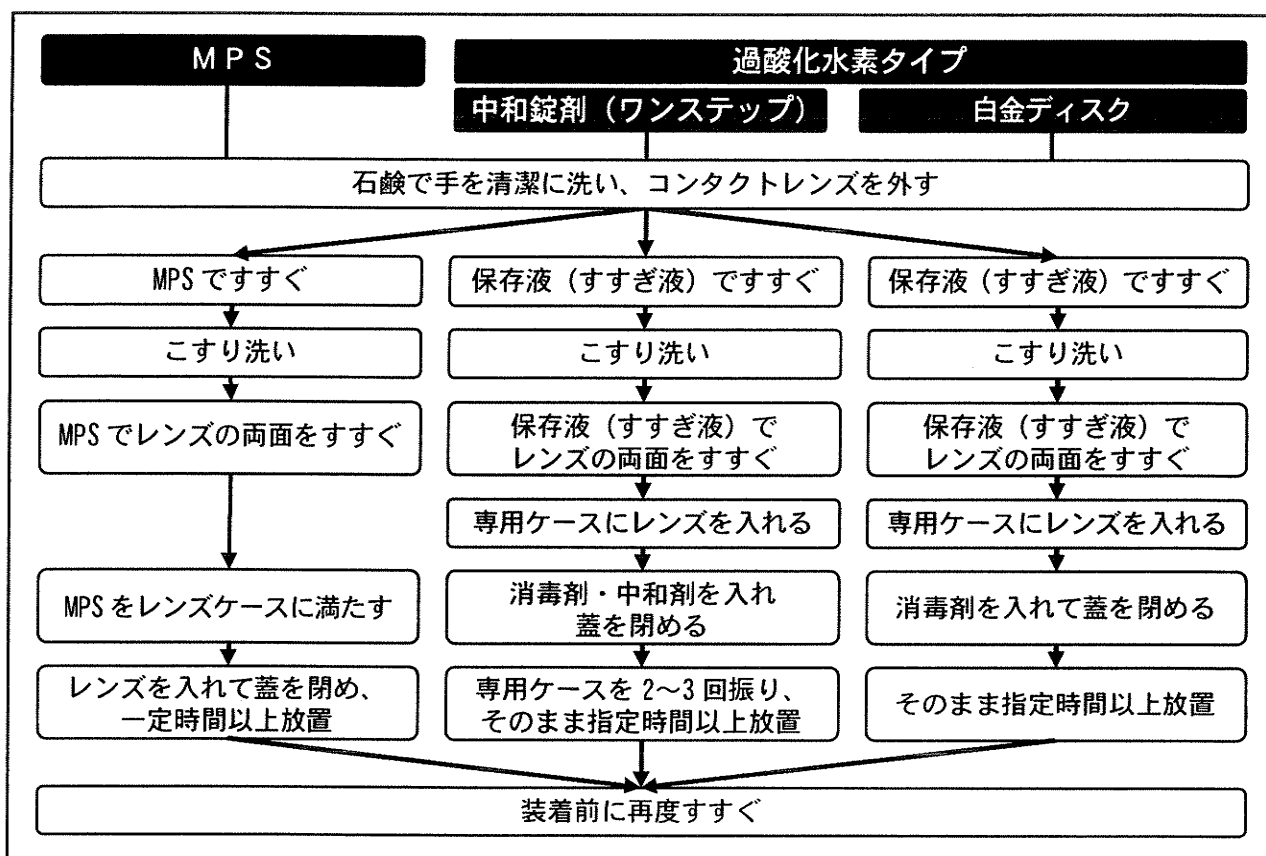 MPS
過酸化水素タイプ
中和錠剤（ワンステップ）
白金ディスク
石鹸で手を清潔に洗い、コンタクトレンズを外す
MPSですすぐ
保存液（すすぎ液）ですすぐ
保存液（すすぎ液）ですすぐ
こすり洗い
こすり洗い
こすり洗い
MPSでレンズの両面をすすぐ
保存液（すすぎ液）で
レンズの両面をすすぐ
保存液（すすぎ液）で
レンズの両面をすすぐ
専用ケースにレンズを入れる
専用ケースにレンズを入れる
MPSをレンズケースに満たす
消毒剤・中和剤を入れ
蓋を閉める
消毒剤を入れて蓋を閉める
レンズを入れて蓋を閉め、
一定時間以上放置
専用ケースを2～3回振り、
そのまま指定時間以上放置
そのまま指定時間以上放置
装着前に再度すすぐ